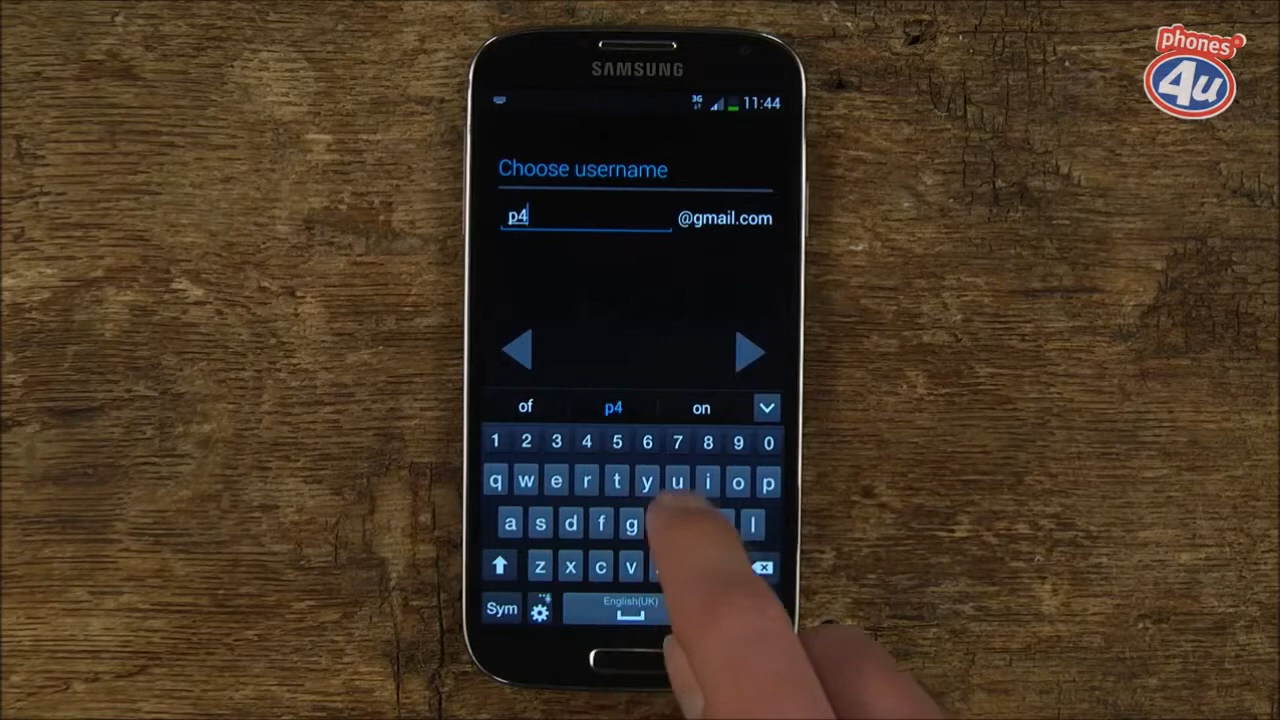 phones
4u
SAMSUNG
3G 11:44
Choose username
p4 @gmail.com
of p4 on
1 2 3 4 5 6 7 8 9 0
q w e r t y u i o p
a s d f g l
z x c v
Sym English(UK)